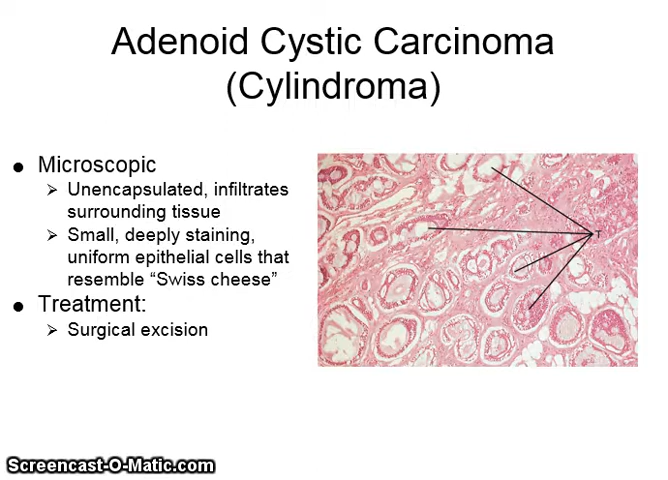 Adenoid Cystic Carcinoma
(Cylindroma)
● Microscopic
➢ Unencapsulated, infiltrates
surrounding tissue
➢ Small, deeply staining,
uniform epithelial cells that
resemble “Swiss cheese”
● Treatment:
➢ Surgical excision
T
Screencast-O-Matic.com